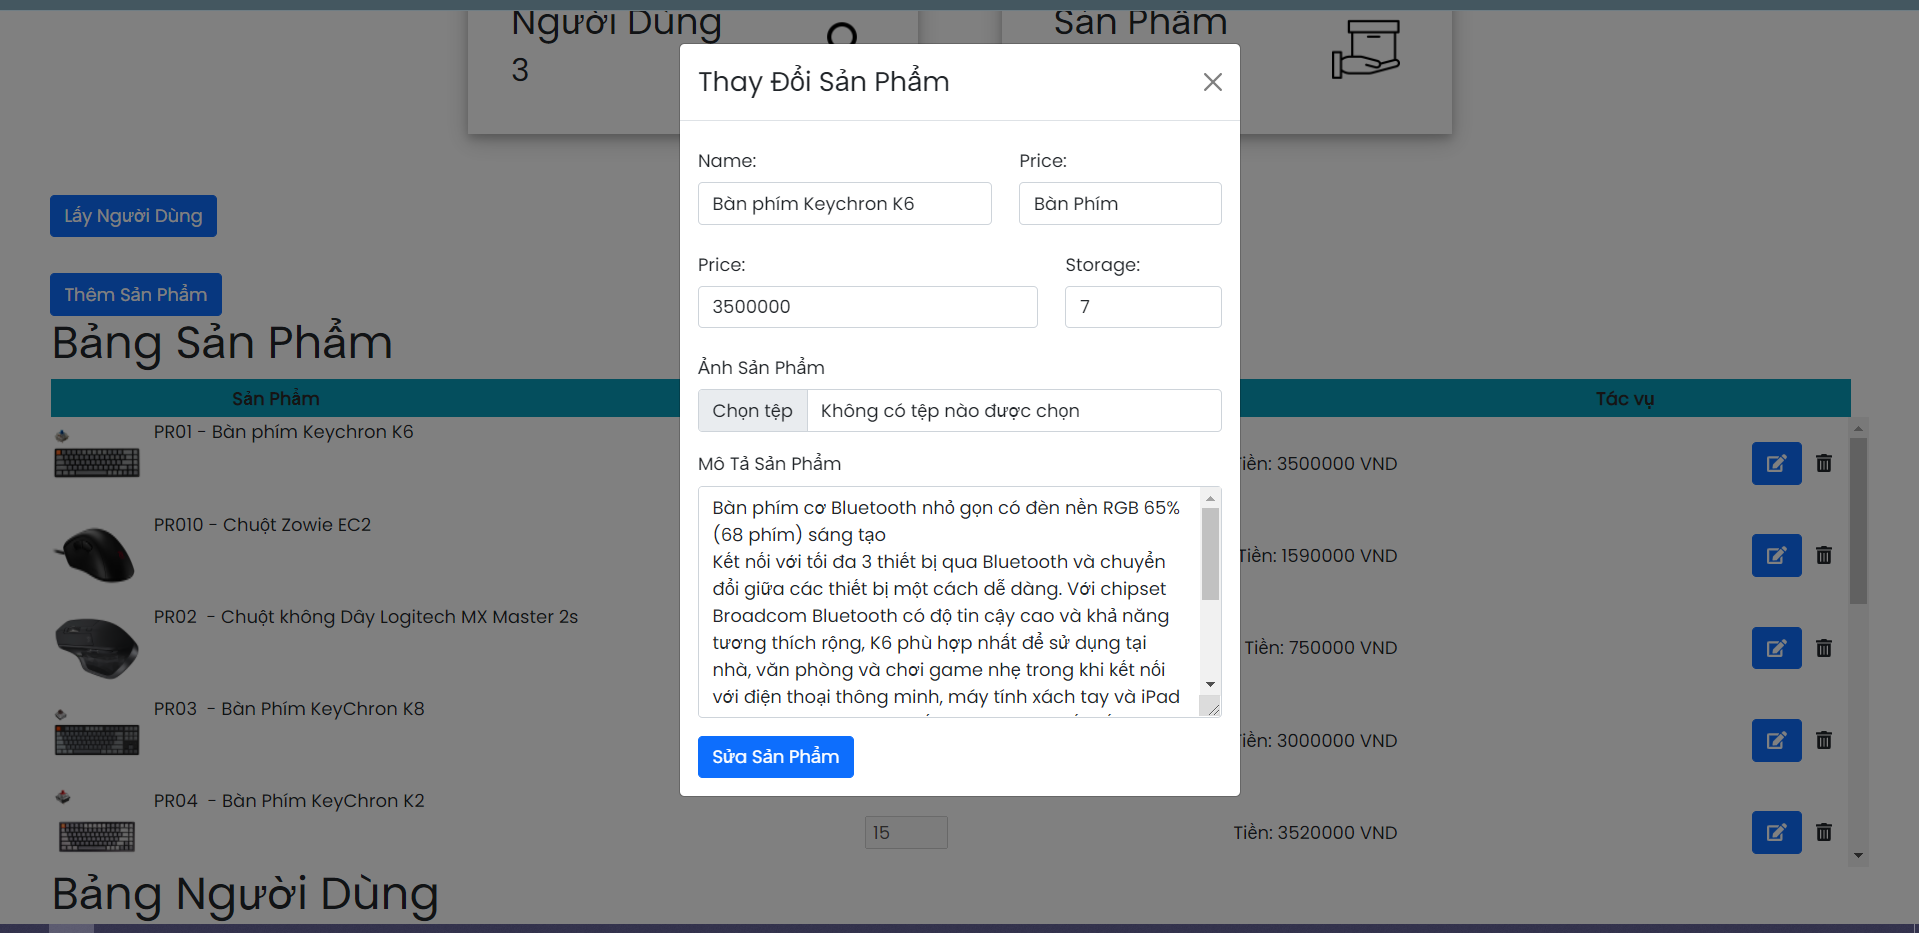 Người Dùng
3
Sản Phẩm
Thay Đổi Sản Phẩm
Name:
Price:
Bàn phím Keychron K6
Bàn Phím
Price:
Storage:
3500000
7
Ảnh Sản Phẩm
Chọn tệp
Không có tệp nào được chọn
Mô Tả Sản Phẩm
Bàn phím cơ Bluetooth nhỏ gọn có đèn nền RGB 65%
(68 phím) sáng tạo
Kết nối với tối đa 3 thiết bị qua Bluetooth và chuyển
đổi giữa các thiết bị một cách dễ dàng. Với chipset
Broadcom Bluetooth có độ tin cậy cao và khả năng
tương thích rộng, K6 phù hợp nhất để sử dụng tại
nhà, văn phòng và chơi game nhẹ trong khi kết nối
với điện thoại thông minh, máy tính xách tay và iPad
Sửa Sản Phẩm
Lấy Người Dùng
Thêm Sản Phẩm
Bảng Sản Phẩm
Sản Phẩm
Tác vụ
PR01 - Bàn phím Keychron K6
Tiền: 3500000 VND
PR010 - Chuột Zowie EC2
Tiền: 1590000 VND
PR02 - Chuột không Dây Logitech MX Master 2s
Tiền: 750000 VND
PR03 - Bàn Phím KeyChron K8
Tiền: 3000000 VND
PR04 - Bàn Phím KeyChron K2
15
Tiền: 3520000 VND
Bảng Người Dùng